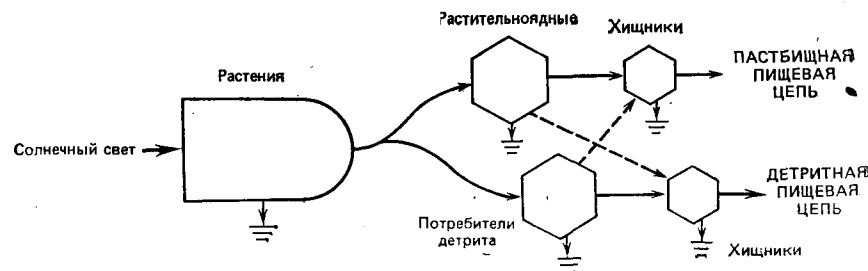 Растительноядные
Хищники
Растения
ПАСТБИЩНАЯ
ПИЩЕВАЯ
ЦЕПЬ
Солнечный свет
ДЕТРИТНАЯ
ПИЩЕВАЯ
ЦЕПЬ
Потребители
детрита
Хищники